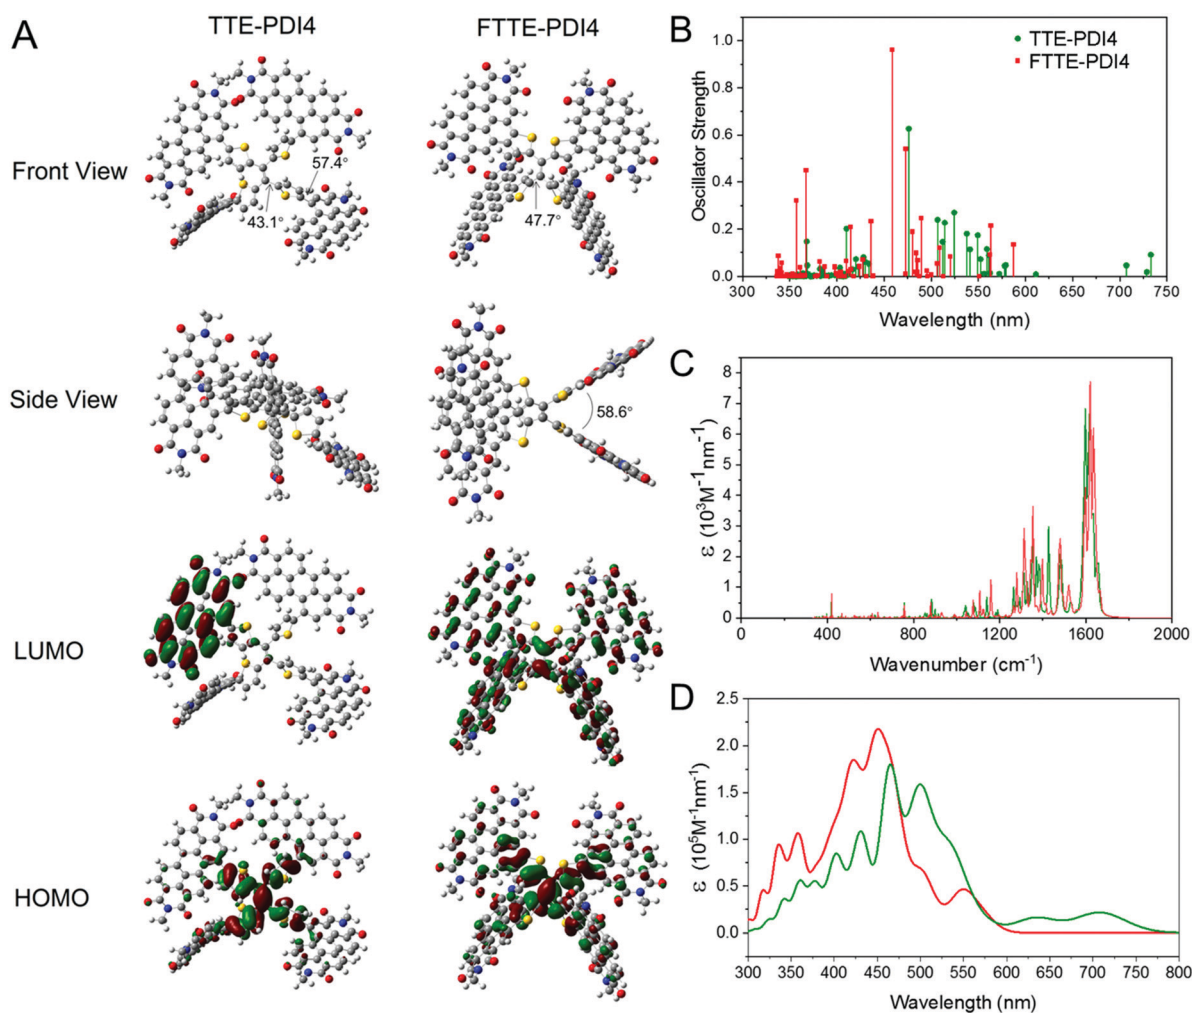 A
TTE-PDI4
FTTE-PDI4
Front View
57.4°
43.1°
47.7°
Side View
58.6°
LUMO
HOMO
B
TTE-PDI4
FTTE-PDI4
Oscillator Strength
1.0
0.8
0.6
0.4
0.2
0.0
300 350 400 450 500 550 600 650 700 750
Wavelength (nm)
C
ε (10³M⁻¹nm⁻¹)
8
7
6
5
4
3
2
1
0
0 400 800 1200 1600 2000
Wavenumber (cm⁻¹)
D
ε (10⁵M⁻¹nm⁻¹)
2.5
2.0
1.5
1.0
0.5
0.0
300 350 400 450 500 550 600 650 700 750 800
Wavelength (nm)